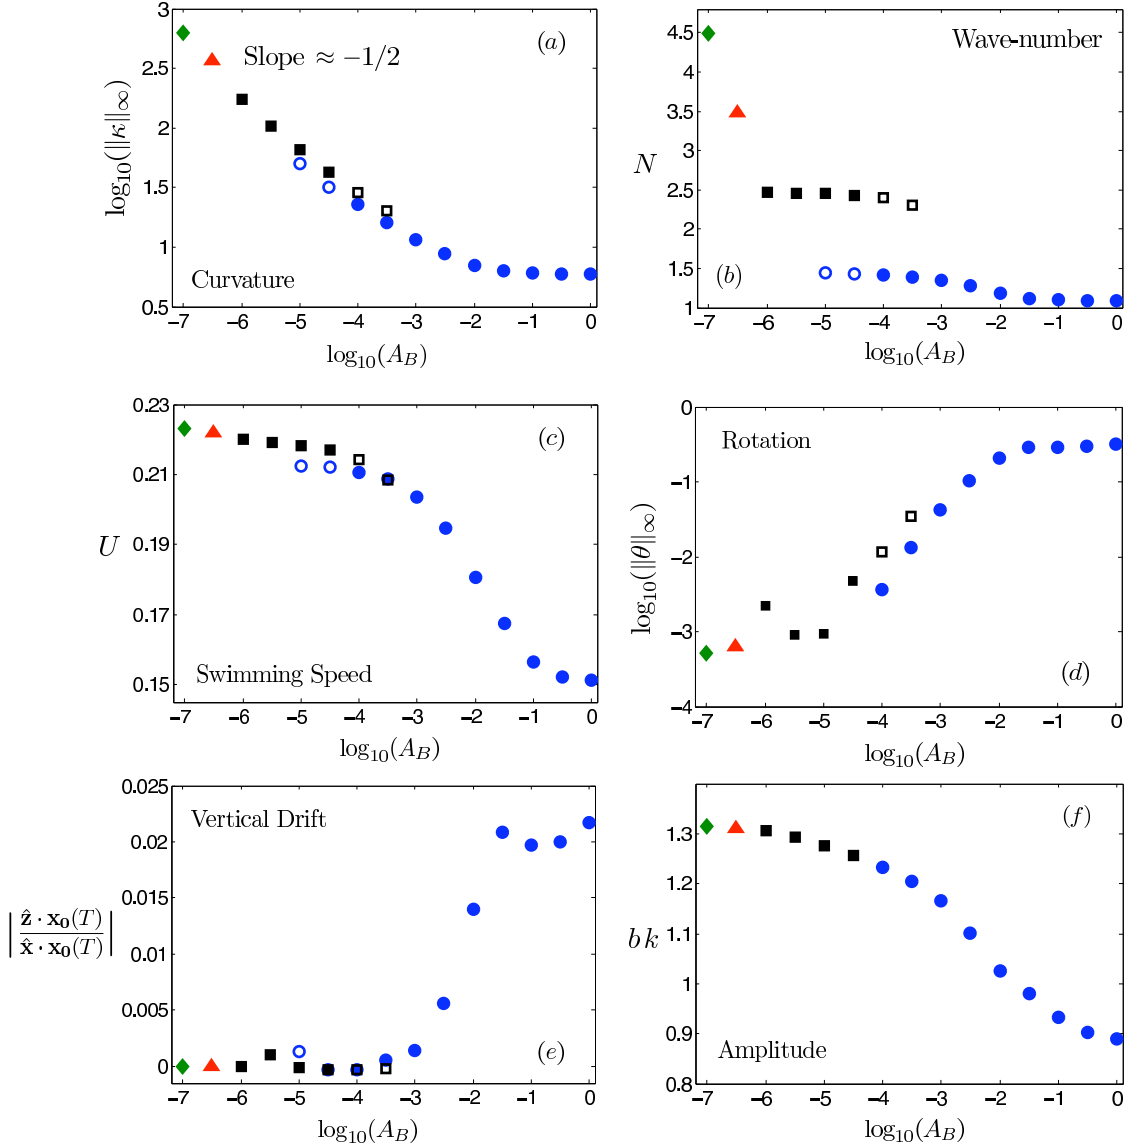 3
2.5
2
1.5
1
0.5
log10(||κ||∞)
Slope ≈ −1/2
(a)
Curvature
−7 −6 −5 −4 −3 −2 −1 0
log10(A_B)
4.5
4
3.5
3
2.5
2
1.5
1
N
Wave-number
(b)
−7 −6 −5 −4 −3 −2 −1 0
log10(A_B)
0.23
0.21
0.19
0.17
0.15
U
(c)
Swimming Speed
−7 −6 −5 −4 −3 −2 −1 0
log10(A_B)
0
−1
−2
−3
−4
log10(||θ||∞)
Rotation
(d)
−7 −6 −5 −4 −3 −2 −1 0
log10(A_B)
0.025
0.02
0.015
0.01
0.005
0
| ẑ · x0(T) / x̂ · x0(T) |
Vertical Drift
(e)
−7 −6 −5 −4 −3 −2 −1 0
log10(A_B)
1.3
1.2
1.1
1
0.9
0.8
b k
(f)
Amplitude
−7 −6 −5 −4 −3 −2 −1 0
log10(A_B)